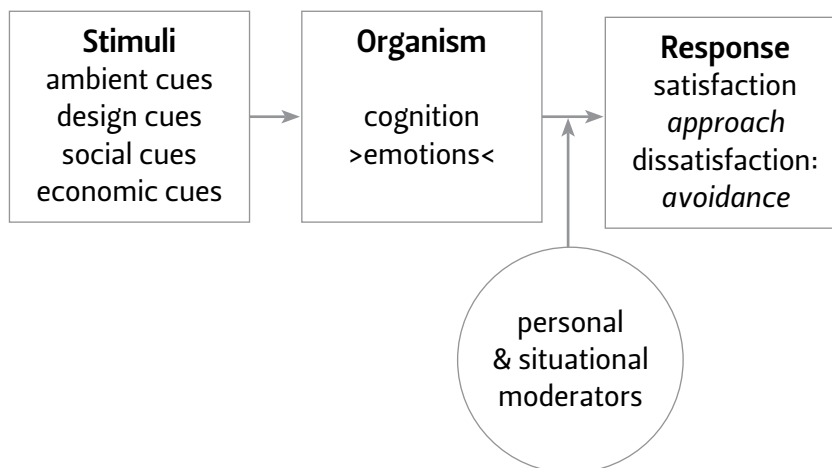 Stimuli
ambient cues
design cues
social cues
economic cues
Organism
cognition
>emotions<
Response
satisfaction
approach
dissatisfaction:
avoidance
personal
& situational
moderators